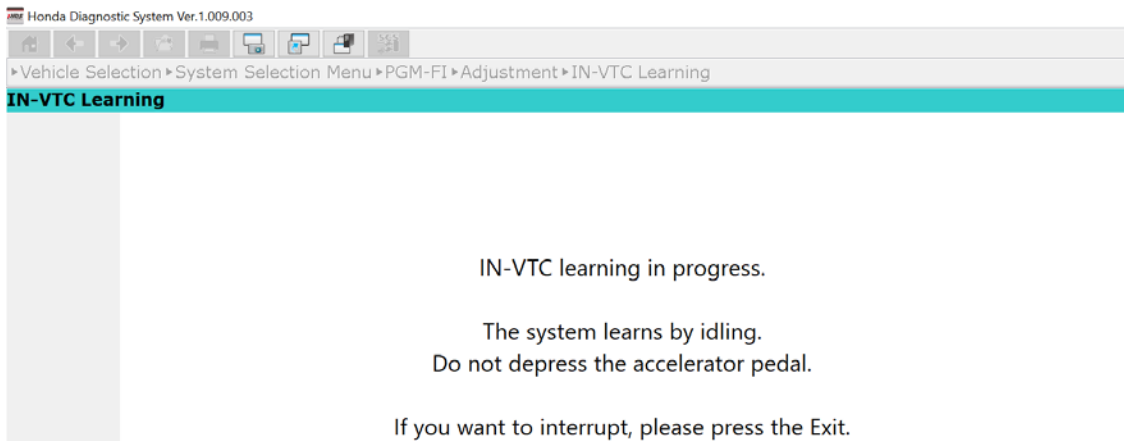 Honda Diagnostic System Ver.1.009.003
▸Vehicle Selection▸System Selection Menu▸PGM-FI▸Adjustment▸IN-VTC Learning
IN-VTC Learning
IN-VTC learning in progress.
The system learns by idling.
Do not depress the accelerator pedal.
If you want to interrupt, please press the Exit.